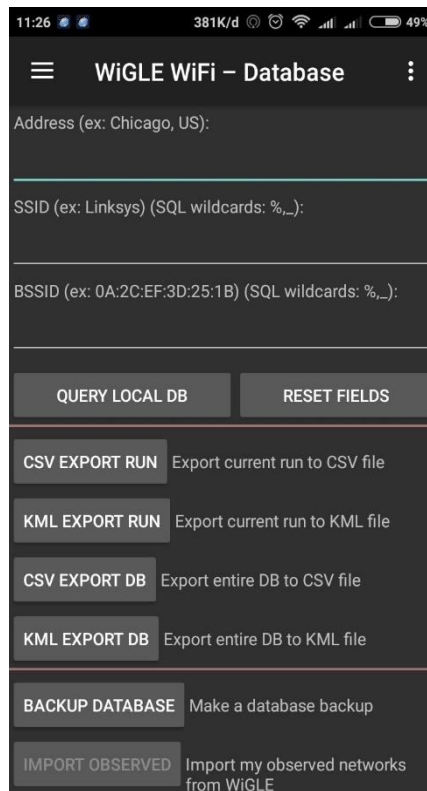 11:26 381K/d 49%
WiGLE WiFi – Database
Address (ex: Chicago, US):
SSID (ex: Linksys) (SQL wildcards: %,_):
BSSID (ex: 0A:2C:EF:3D:25:1B) (SQL wildcards: %,_):
QUERY LOCAL DB RESET FIELDS
CSV EXPORT RUN Export current run to CSV file
KML EXPORT RUN Export current run to KML file
CSV EXPORT DB Export entire DB to CSV file
KML EXPORT DB Export entire DB to KML file
BACKUP DATABASE Make a database backup
IMPORT OBSERVED Import my observed networks
from WiGLE